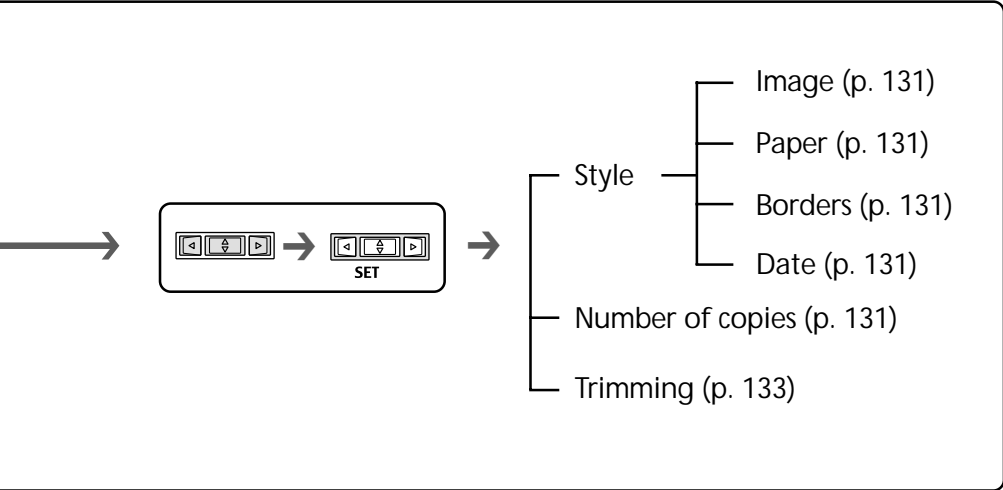 Image (p. 131)
Paper (p. 131)
Style
Borders (p. 131)
SET
Date (p. 131)
Number of copies (p. 131)
Trimming (p. 133)